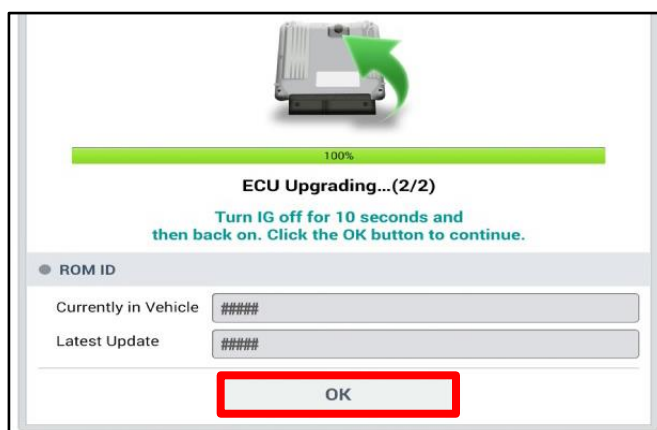 100%
ECU Upgrading...(2/2)
Turn IG off for 10 seconds and
then back on. Click the OK button to continue.
ROM ID
Currently in Vehicle #####
Latest Update #####
OK